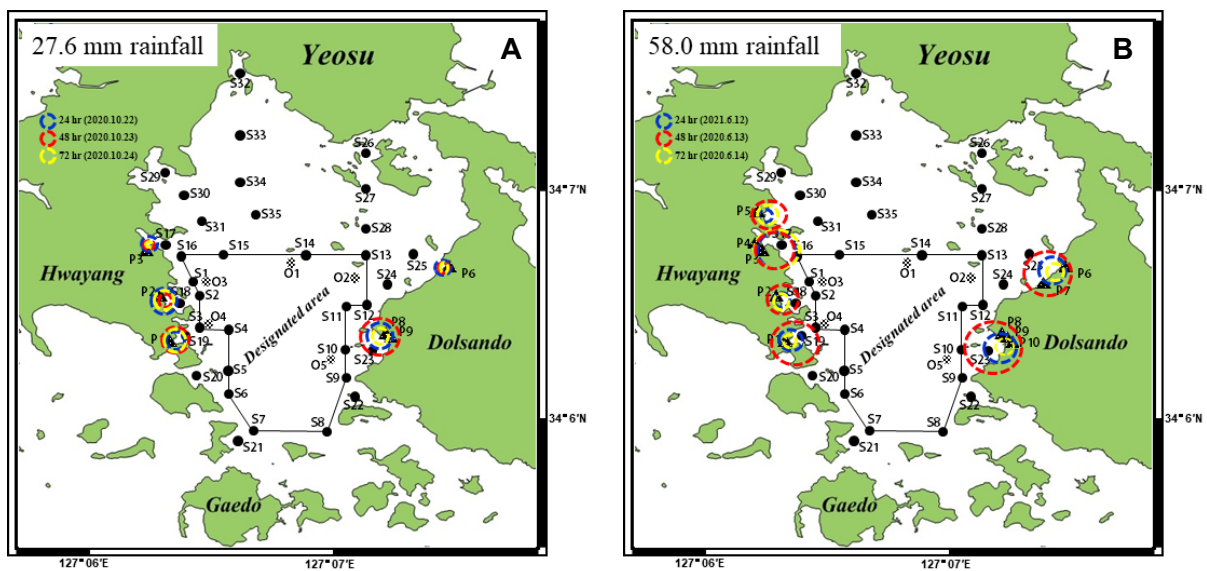 27.6 mm rainfall
A
Yeosu
S32
24 hr (2020.10.22)
48 hr (2020.10.23)
72 hr (2020.10.24)
S33
S26
S29
S34
S30
S27
34°7'N
S35
S31
S28
S17
S16
S15
S14
S13
P3
O1
S25
Hwayang
S1
O3
O2
S24
P6
P2
S18
S2
Designated area
S3
O4
S11
S12
P8
S4
P9
P
S19
Dolsando
S10
S23
S5
O5
S20
S9
S6
S22
S7
S8
34°6'N
S21
Gaedo
127°06'E
127°07'E
58.0 mm rainfall
B
Yeosu
S32
24 hr (2021.6.12)
48 hr (2020.6.13)
72 hr (2020.6.14)
S33
S26
S29
S34
S30
S27
34°7'N
P5
S35
S31
S28
P4
S16
S15
S14
S13
O1
Hwayang
S1
O3
O2
S24
P6
P7
P2
S18
S2
Designated area
S3
O4
S11
S12
P8
S4
P9
P
S19
P10
Dolsando
S10
S23
S5
O5
S20
S9
S6
S22
S7
S8
34°6'N
S21
Gaedo
127°06'E
127°07'E